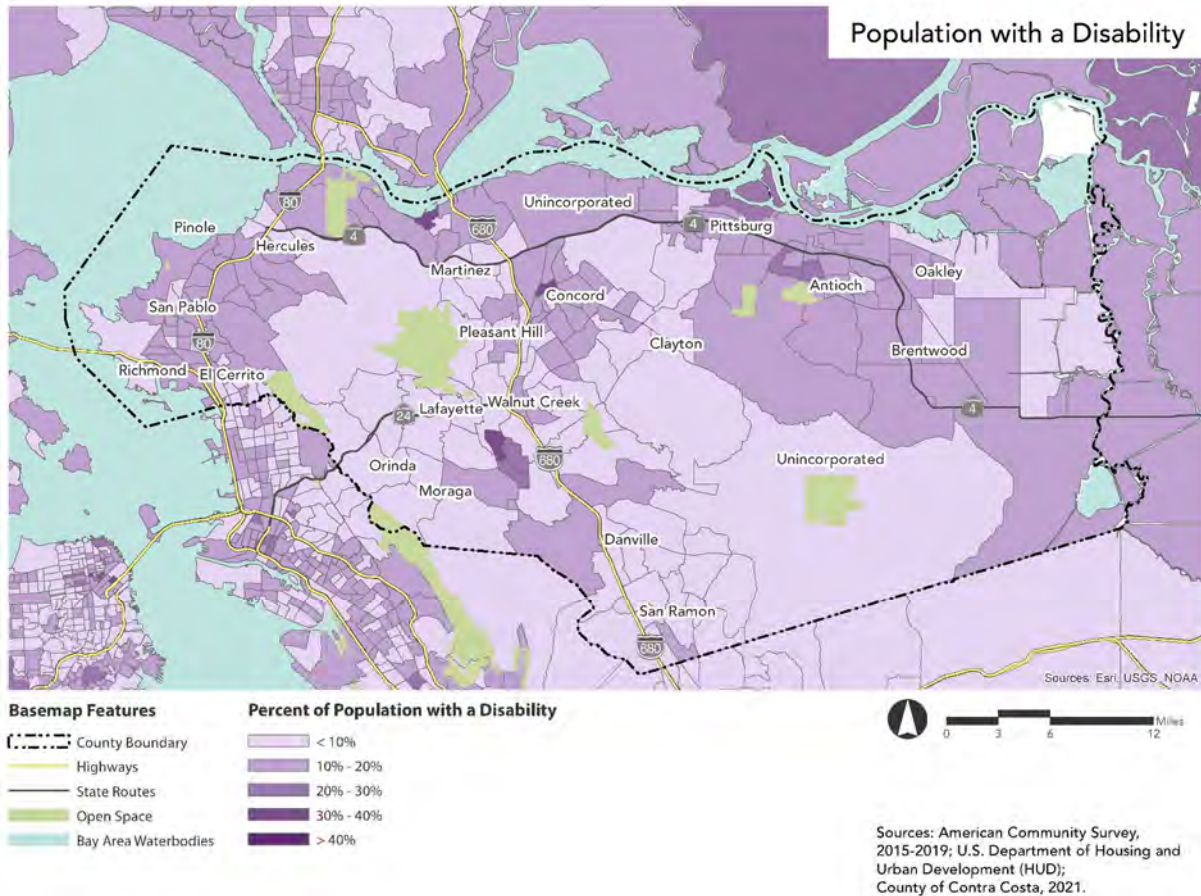 Population with a Disability
80
Unincorporated
Pinole
680
4
Pittsburg
4
Hercules
Martinez
Oakley
Antioch
Concord
San Pablo
Pleasant Hill
80
Clayton
Brentwood
Richmond
El Cerrito
Lafayette
Walnut Creek
24
4
Orinda
680
Unincorporated
Moraga
Danville
San Ramon
680
Sources: Esri, USGS, NOAA
Basemap Features
County Boundary
Highways
State Routes
Open Space
Bay Area Waterbodies
Percent of Population with a Disability
< 10%
10% - 20%
20% - 30%
30% - 40%
> 40%
Miles
0 3 6 12
Sources: American Community Survey,
2015-2019; U.S. Department of Housing and
Urban Development (HUD);
County of Contra Costa, 2021.